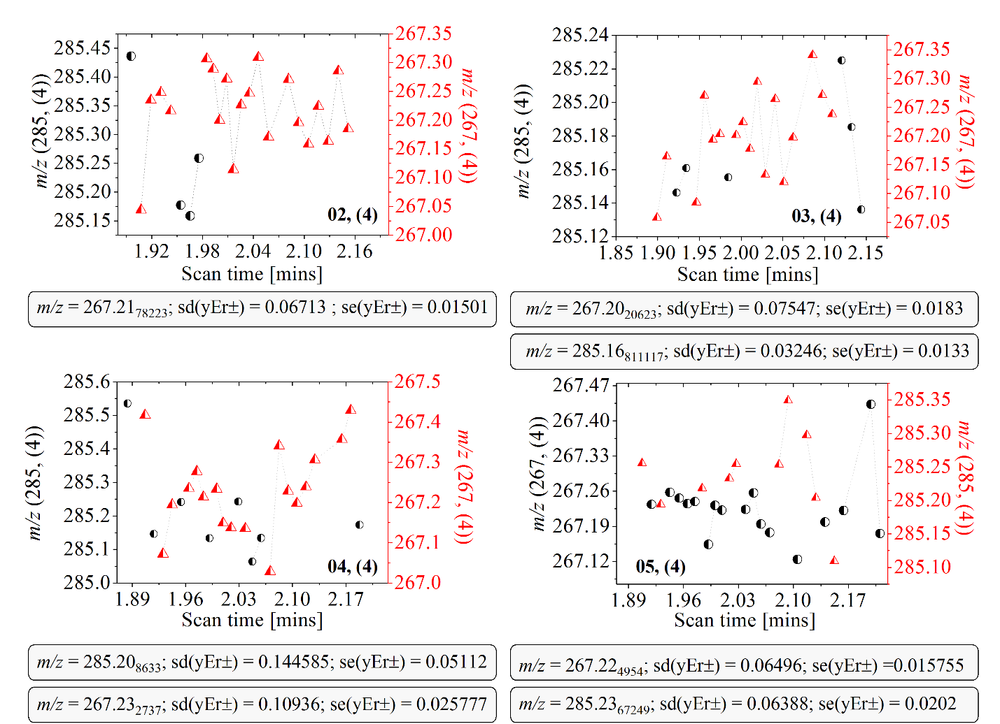 285.45
285.40
285.35
285.30
285.25
285.20
285.15
m/z (285, (4))
267.35
267.30
267.25
267.20
267.15
267.10
267.05
267.00
m/z (267, (4))
02, (4)
1.92 1.98 2.04 2.10 2.16
Scan time [mins]
m/z = 267.2178223; sd(yEr±) = 0.06713 ; se(yEr±) = 0.01501
285.24
285.22
285.20
285.18
285.16
285.14
285.12
m/z (285, (4))
267.35
267.30
267.25
267.20
267.15
267.10
267.05
m/z (267, (4))
03, (4)
1.85 1.90 1.95 2.00 2.05 2.10 2.15
Scan time [mins]
m/z = 267.2020623; sd(yEr±) = 0.07547; se(yEr±) = 0.0183
m/z = 285.16811117; sd(yEr±) = 0.03246; se(yEr±) = 0.0133
285.6
285.5
285.4
285.3
285.2
285.1
285.0
m/z (285, (4))
267.5
267.4
267.3
267.2
267.1
267.0
m/z (267, (4))
04, (4)
1.89 1.96 2.03 2.10 2.17
Scan time [mins]
m/z = 285.208633; sd(yEr±) = 0.144585; se(yEr±) = 0.05112
m/z = 267.232737; sd(yEr±) = 0.10936; se(yEr±) = 0.025777
267.47
267.40
267.33
267.26
267.19
267.12
m/z (267, (4))
285.35
285.30
285.25
285.20
285.15
285.10
m/z (285, (4))
05, (4)
1.89 1.96 2.03 2.10 2.17
Scan time [mins]
m/z = 267.224954; sd(yEr±) = 0.06496; se(yEr±) =0.015755
m/z = 285.2367249; sd(yEr±) = 0.06388; se(yEr±) = 0.0202